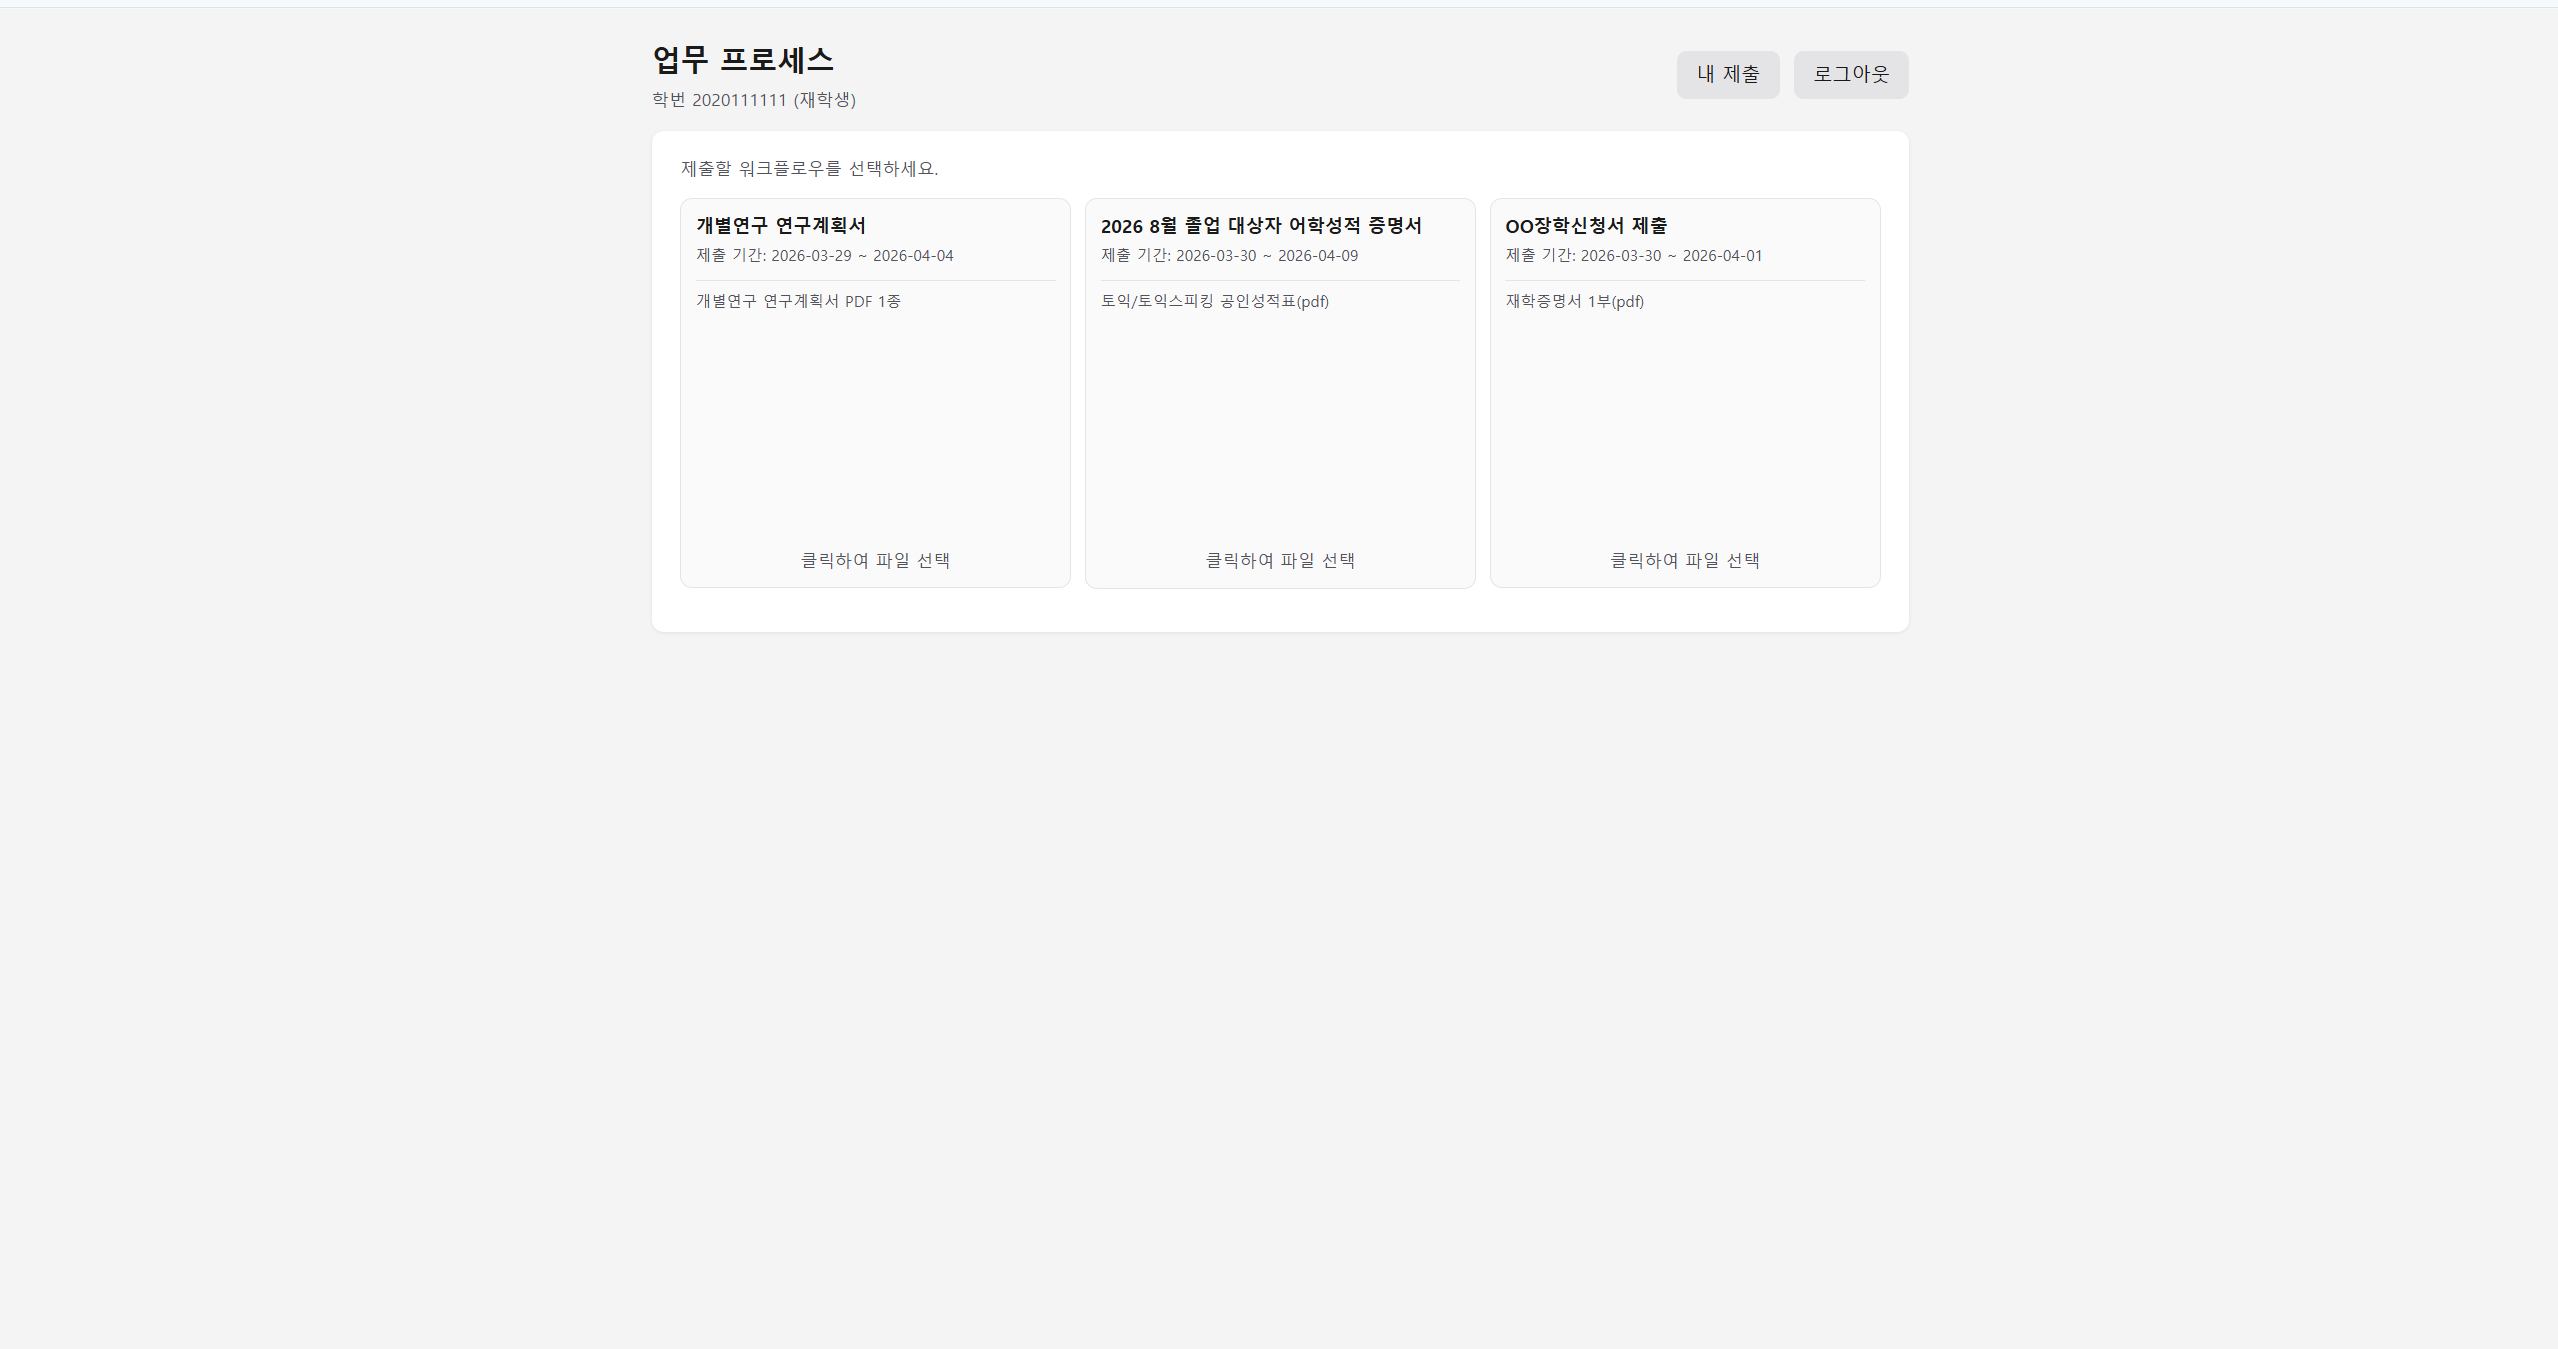 업무 프로세스
학번 2020111111 (재학생)
내 제출
로그아웃
제출할 워크플로우를 선택하세요.
개별연구 연구계획서
제출 기간: 2026-03-29 ~ 2026-04-04
개별연구 연구계획서 PDF 1종
클릭하여 파일 선택
2026 8월 졸업 대상자 어학성적 증명서
제출 기간: 2026-03-30 ~ 2026-04-09
토익/토익스피킹 공인성적표(pdf)
클릭하여 파일 선택
OO장학신청서 제출
제출 기간: 2026-03-30 ~ 2026-04-01
재학증명서 1부(pdf)
클릭하여 파일 선택